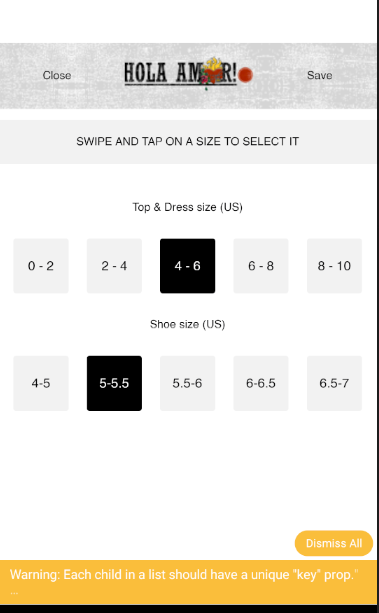 Close
HOLA AMOR!
Save
SWIPE AND TAP ON A SIZE TO SELECT IT
Top & Dress size (US)
0 - 2
2 - 4
4 - 6
6 - 8
8 - 10
Shoe size (US)
4-5
5-5.5
5.5-6
6-6.5
6.5-7
Dismiss All
Warning: Each child in a list should have a unique "key" prop."
...